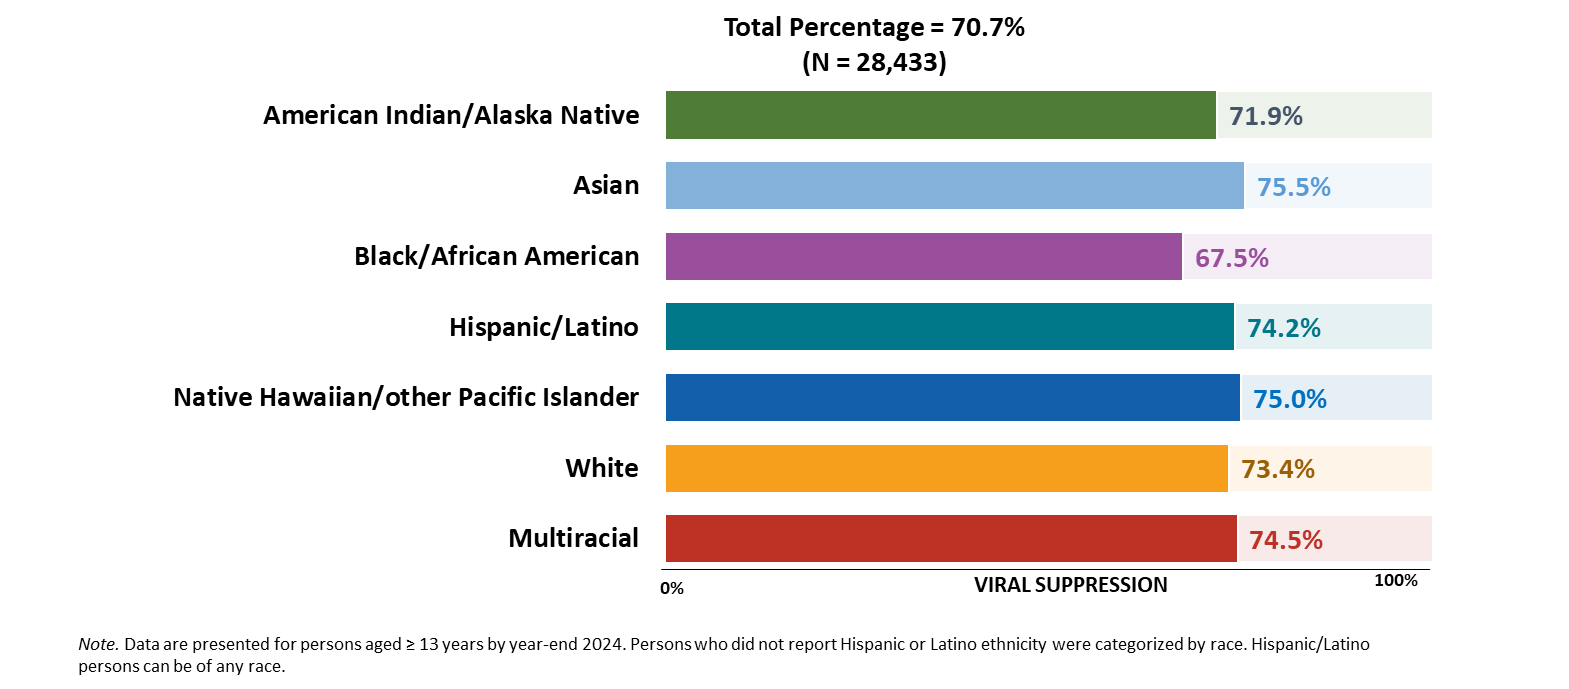 Total Percentage = 70.7%
(N = 28,433)
American Indian/Alaska Native 71.9%
Asian 75.5%
Black/African American 67.5%
Hispanic/Latino 74.2%
Native Hawaiian/other Pacific Islander 75.0%
White 73.4%
Multiracial 74.5%
0% VIRAL SUPPRESSION 100%
Note. Data are presented for persons aged ≥ 13 years by year-end 2024. Persons who did not report Hispanic or Latino ethnicity were categorized by race. Hispanic/Latino
persons can be of any race.